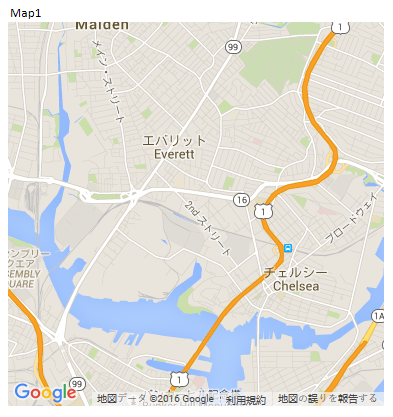 Map1
Malden
1
99
メイン・ストリート
エバリット
Everett
16
1
2nd ストリート
ブロードウェイ
チェルシー
Chelsea
ンブリー
クエア
SEMBLY
SQUARE
1A
1
99
Google
地図データ ©2016 Google
利用規約
地図の誤りを報告する